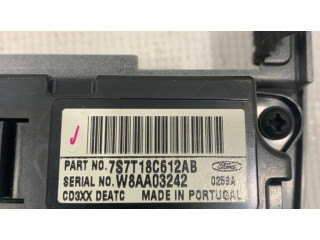 PART NO. 7S7T18C612AB
Ford
SERIAL NO. W8AA03242 0259A
CD3XX DEATC MADE IN PORTUGAL